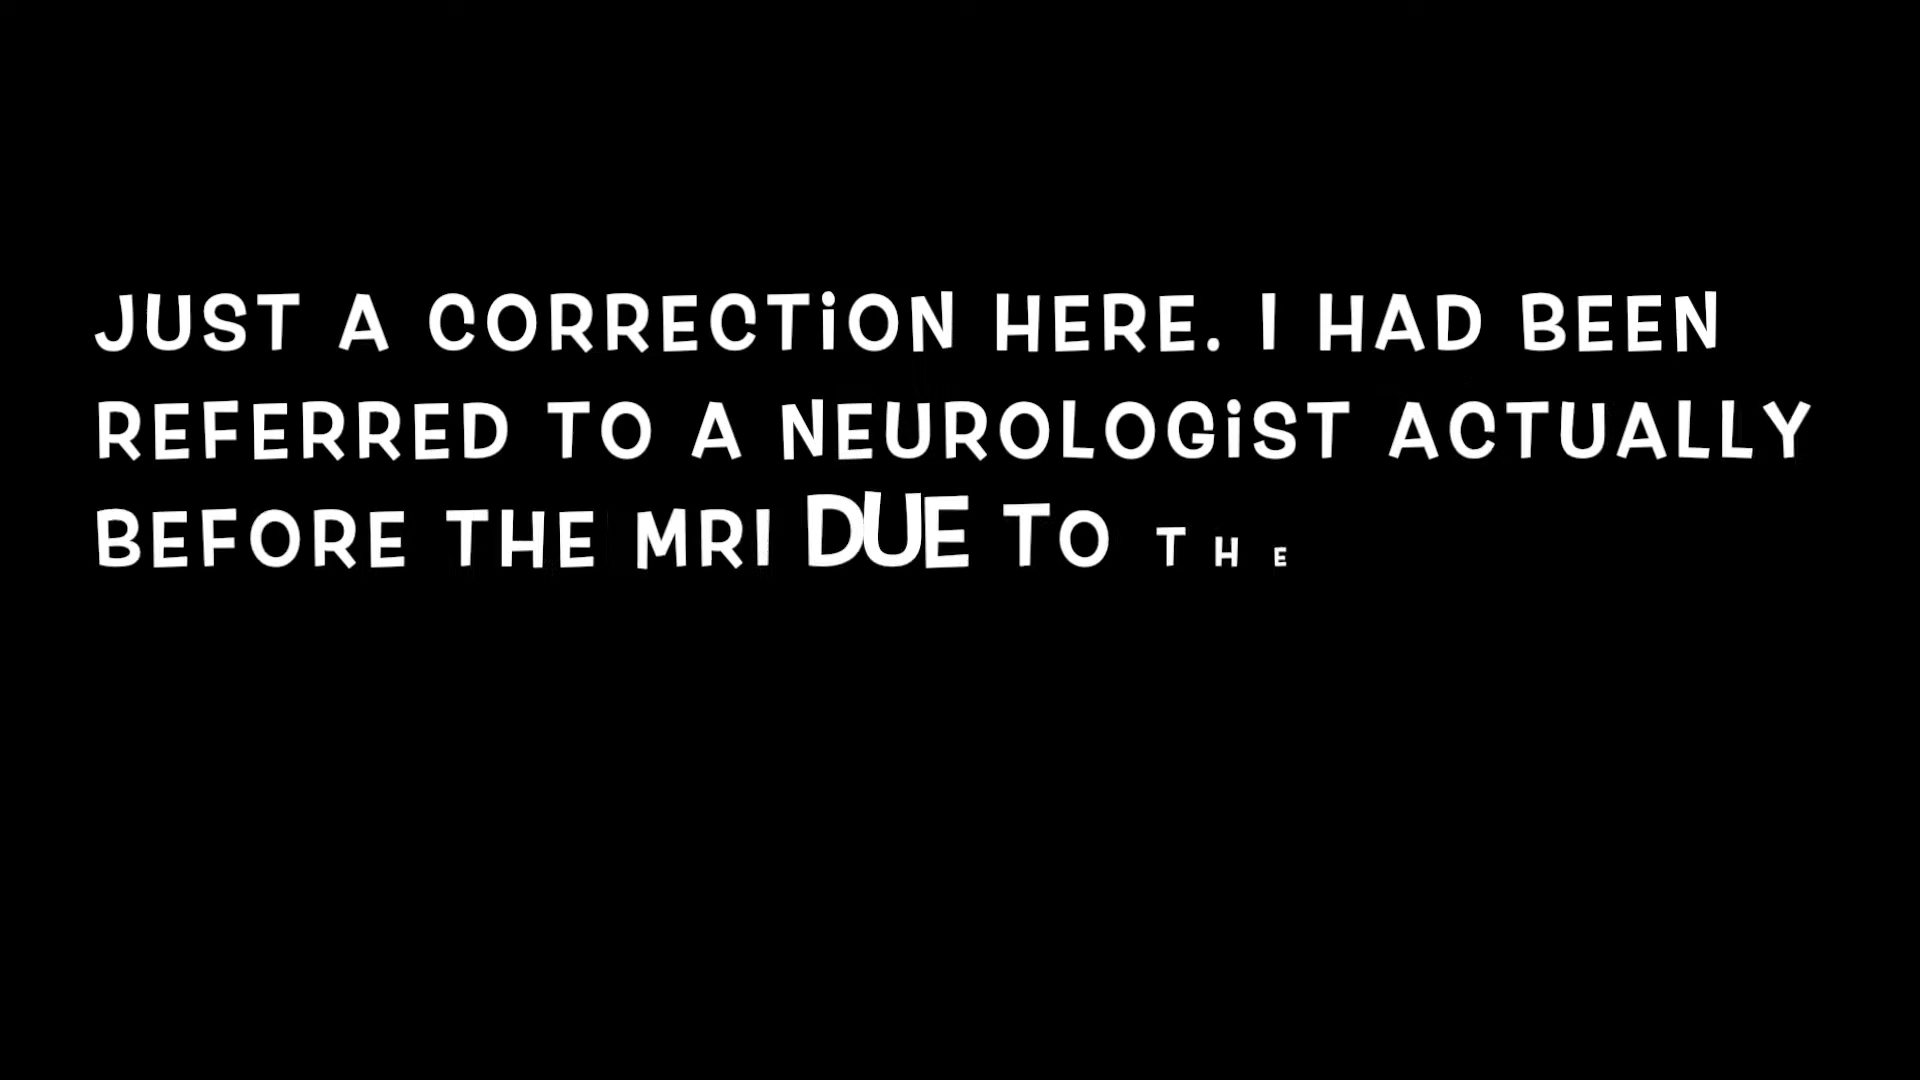 JUST A CORRECTiON HERE. I HAD BEEN
REFERRED TO A NEUROLOGiST ACTUALLY
BEFORE THE MRI DUE TO THE